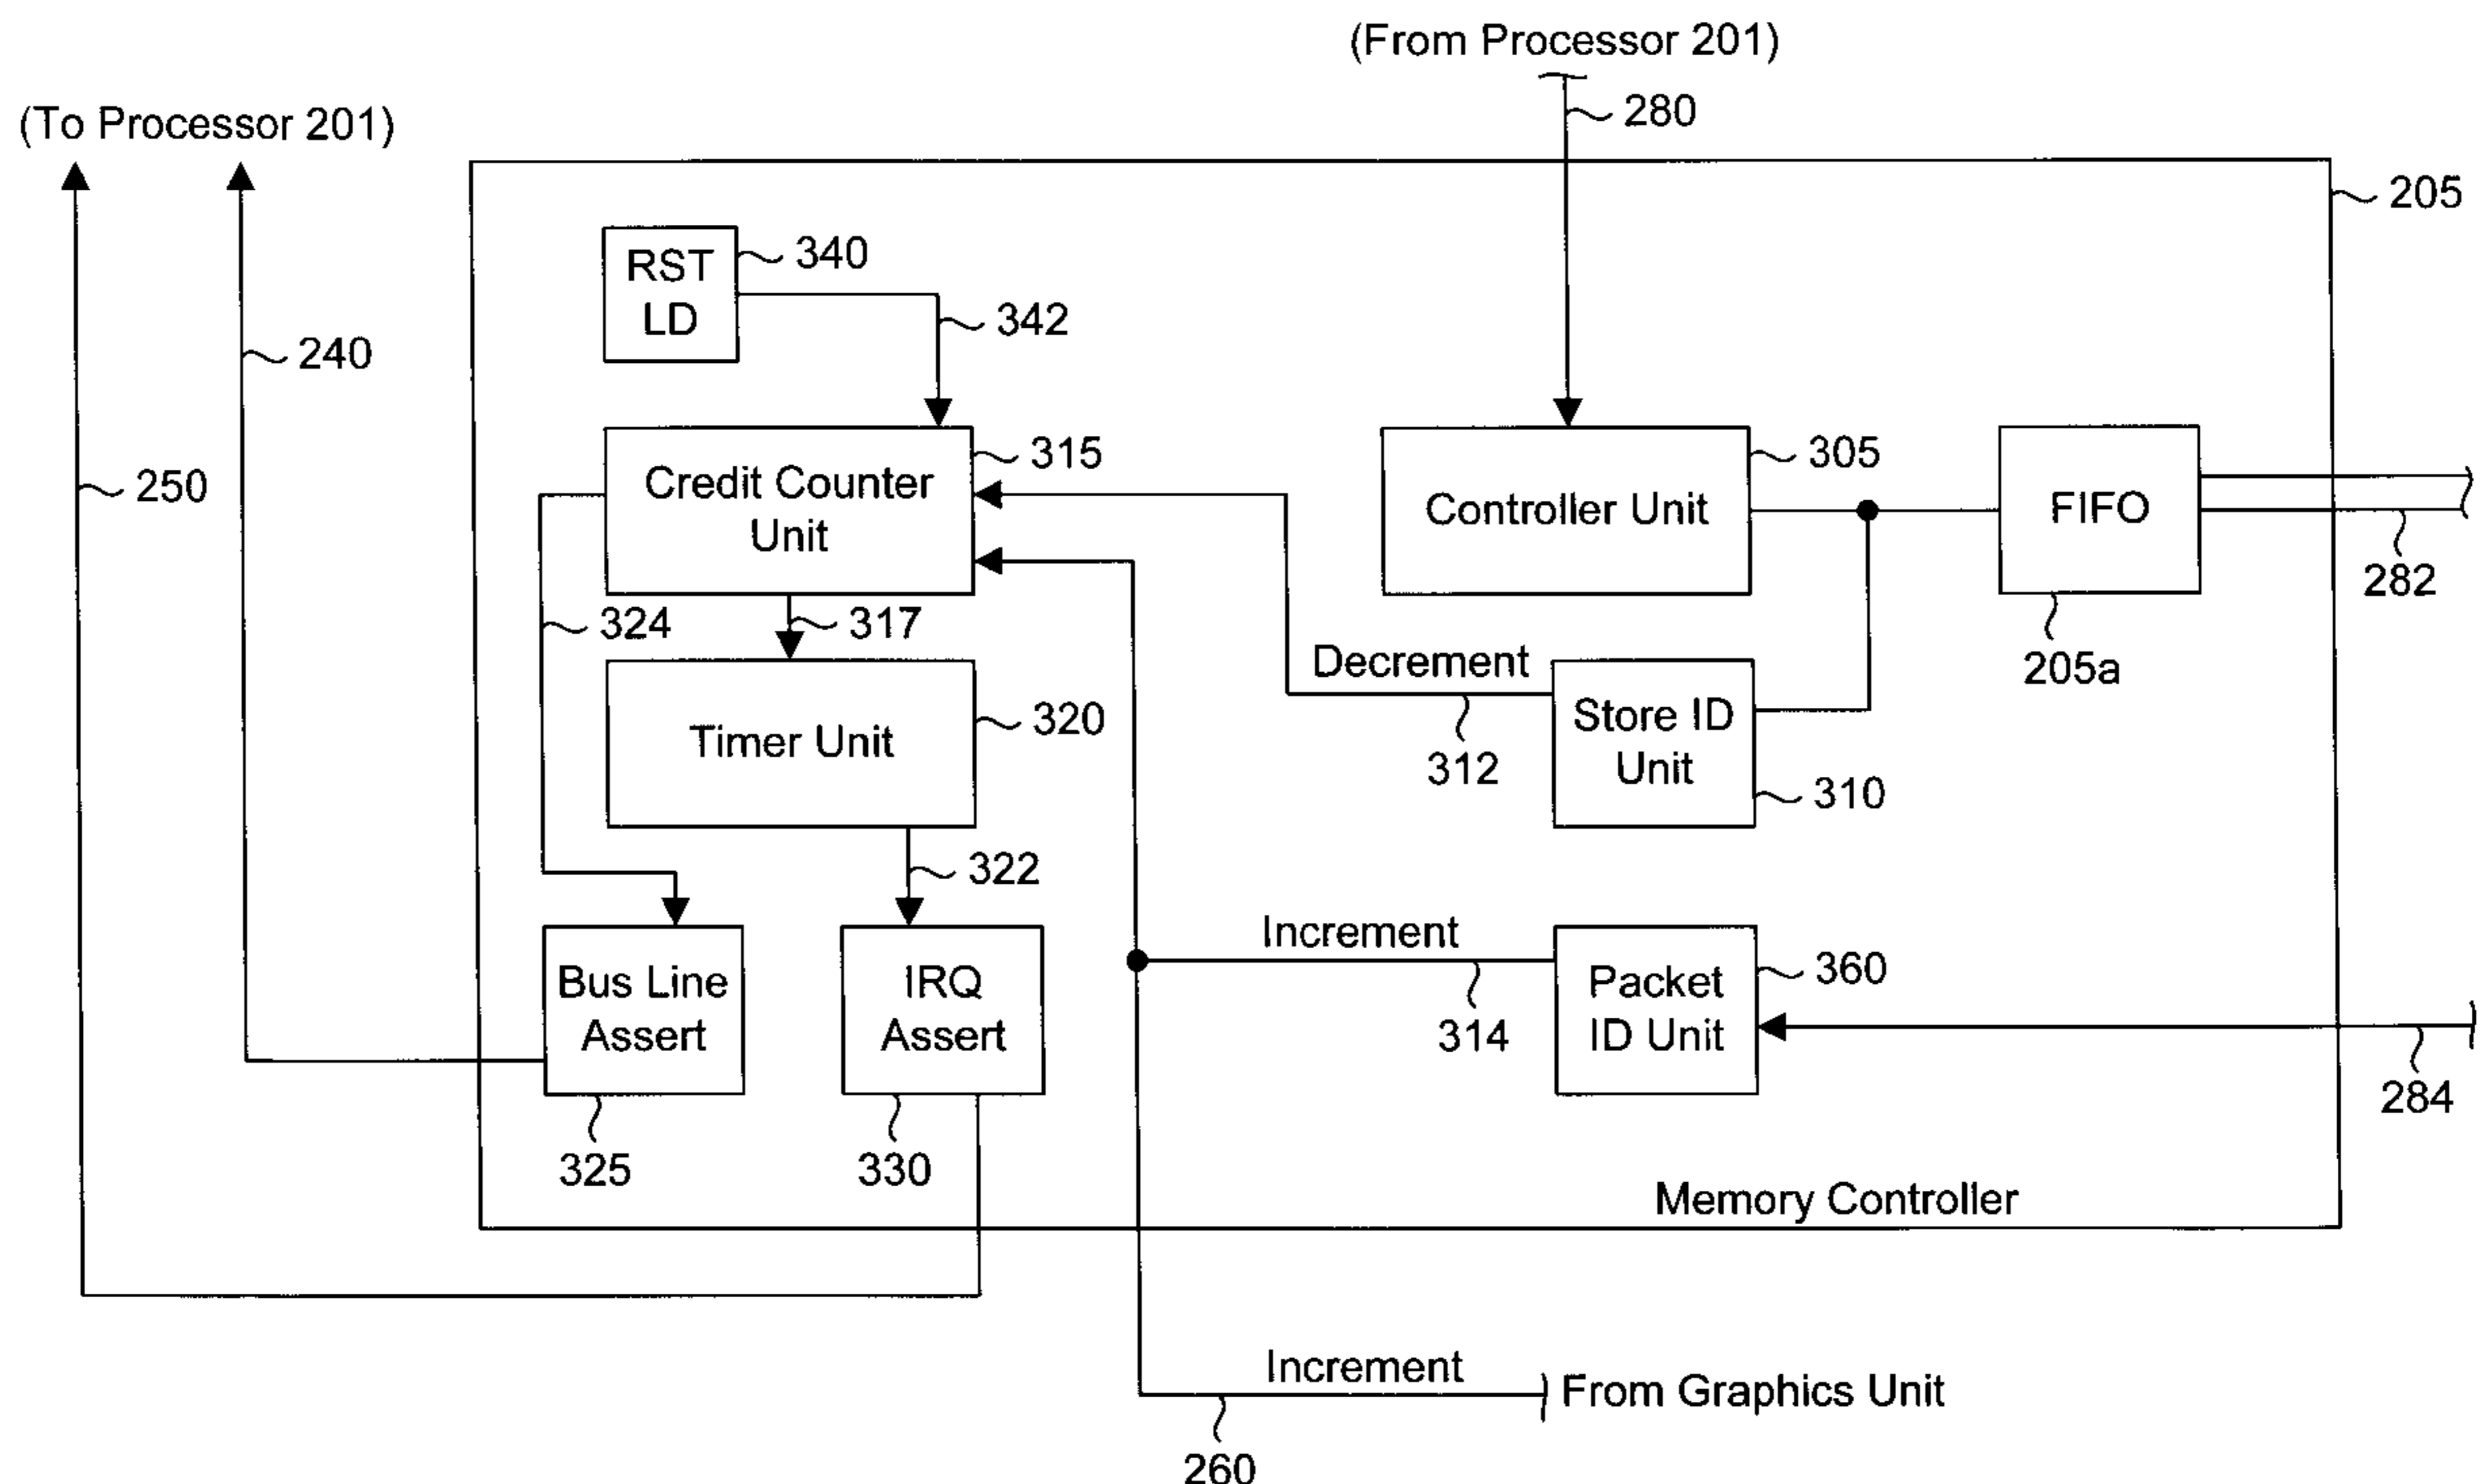 (From Processor 201)
280
(To Processor 201)
205
RST
LD
340
342
240
250
Credit Counter
Unit
315
Controller Unit
305
FIFO
282
205a
324
317
Decrement
312
Store ID
Unit
310
Timer Unit
320
322
Bus Line
Assert
325
IRQ
Assert
330
Increment
314
Packet
ID Unit
360
284
Memory Controller
Increment
From Graphics Unit
260